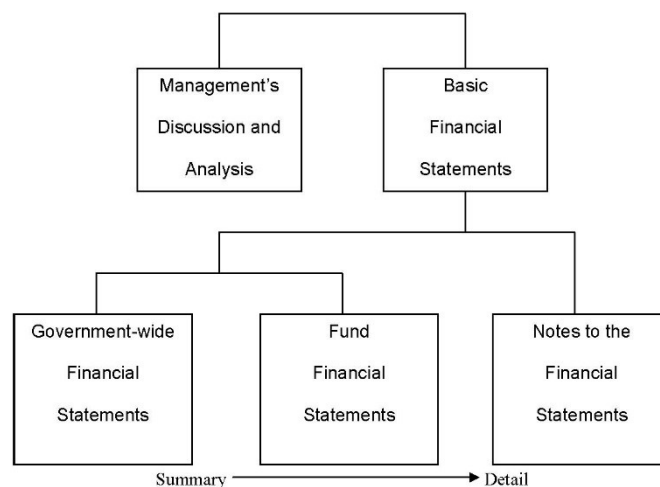 Management's
Discussion and
Analysis
Basic
Financial
Statements
Government-wide
Financial
Statements
Fund
Financial
Statements
Notes to the
Financial
Statements
Summary
Detail